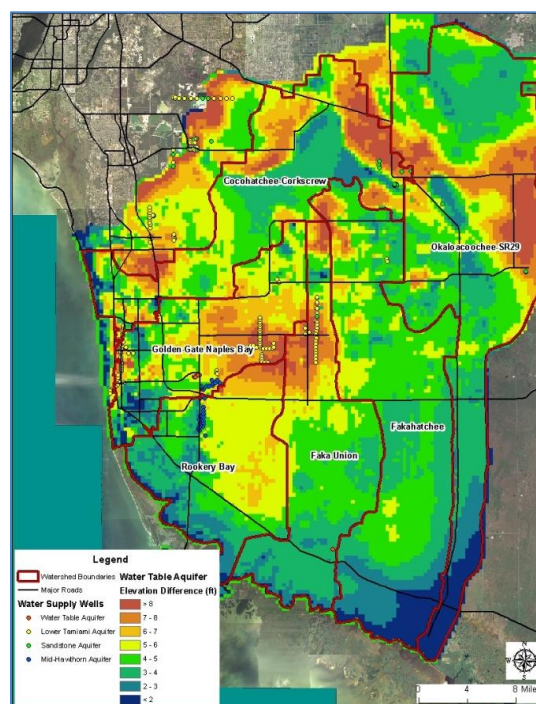 Cocohatchee-Corkscrew
Okaloacoochee-SR29
Golden-Gate Naples Bay
Fakahatchee
Faka Union
Rookery Bay
Legend
Watershed Boundaries
Major Roads
Water Supply Wells
Water Table Aquifer
Lower Tamiami Aquifer
Sandstone Aquifer
Mid-Hawthorn Aquifer
Water Table Aquifer
Elevation Difference (ft)
> 8
7 - 8
6 - 7
5 - 6
4 - 5
3 - 4
2 - 3
< 2
N
S
0 4 8 Mile